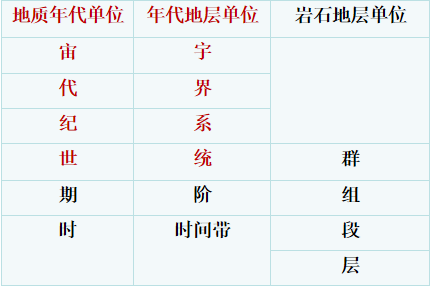 地质年代单位 年代地层单位 岩石地层单位
宙 宇
代 界
纪 系
世 统 群
期 阶 组
时 时间带 段
层